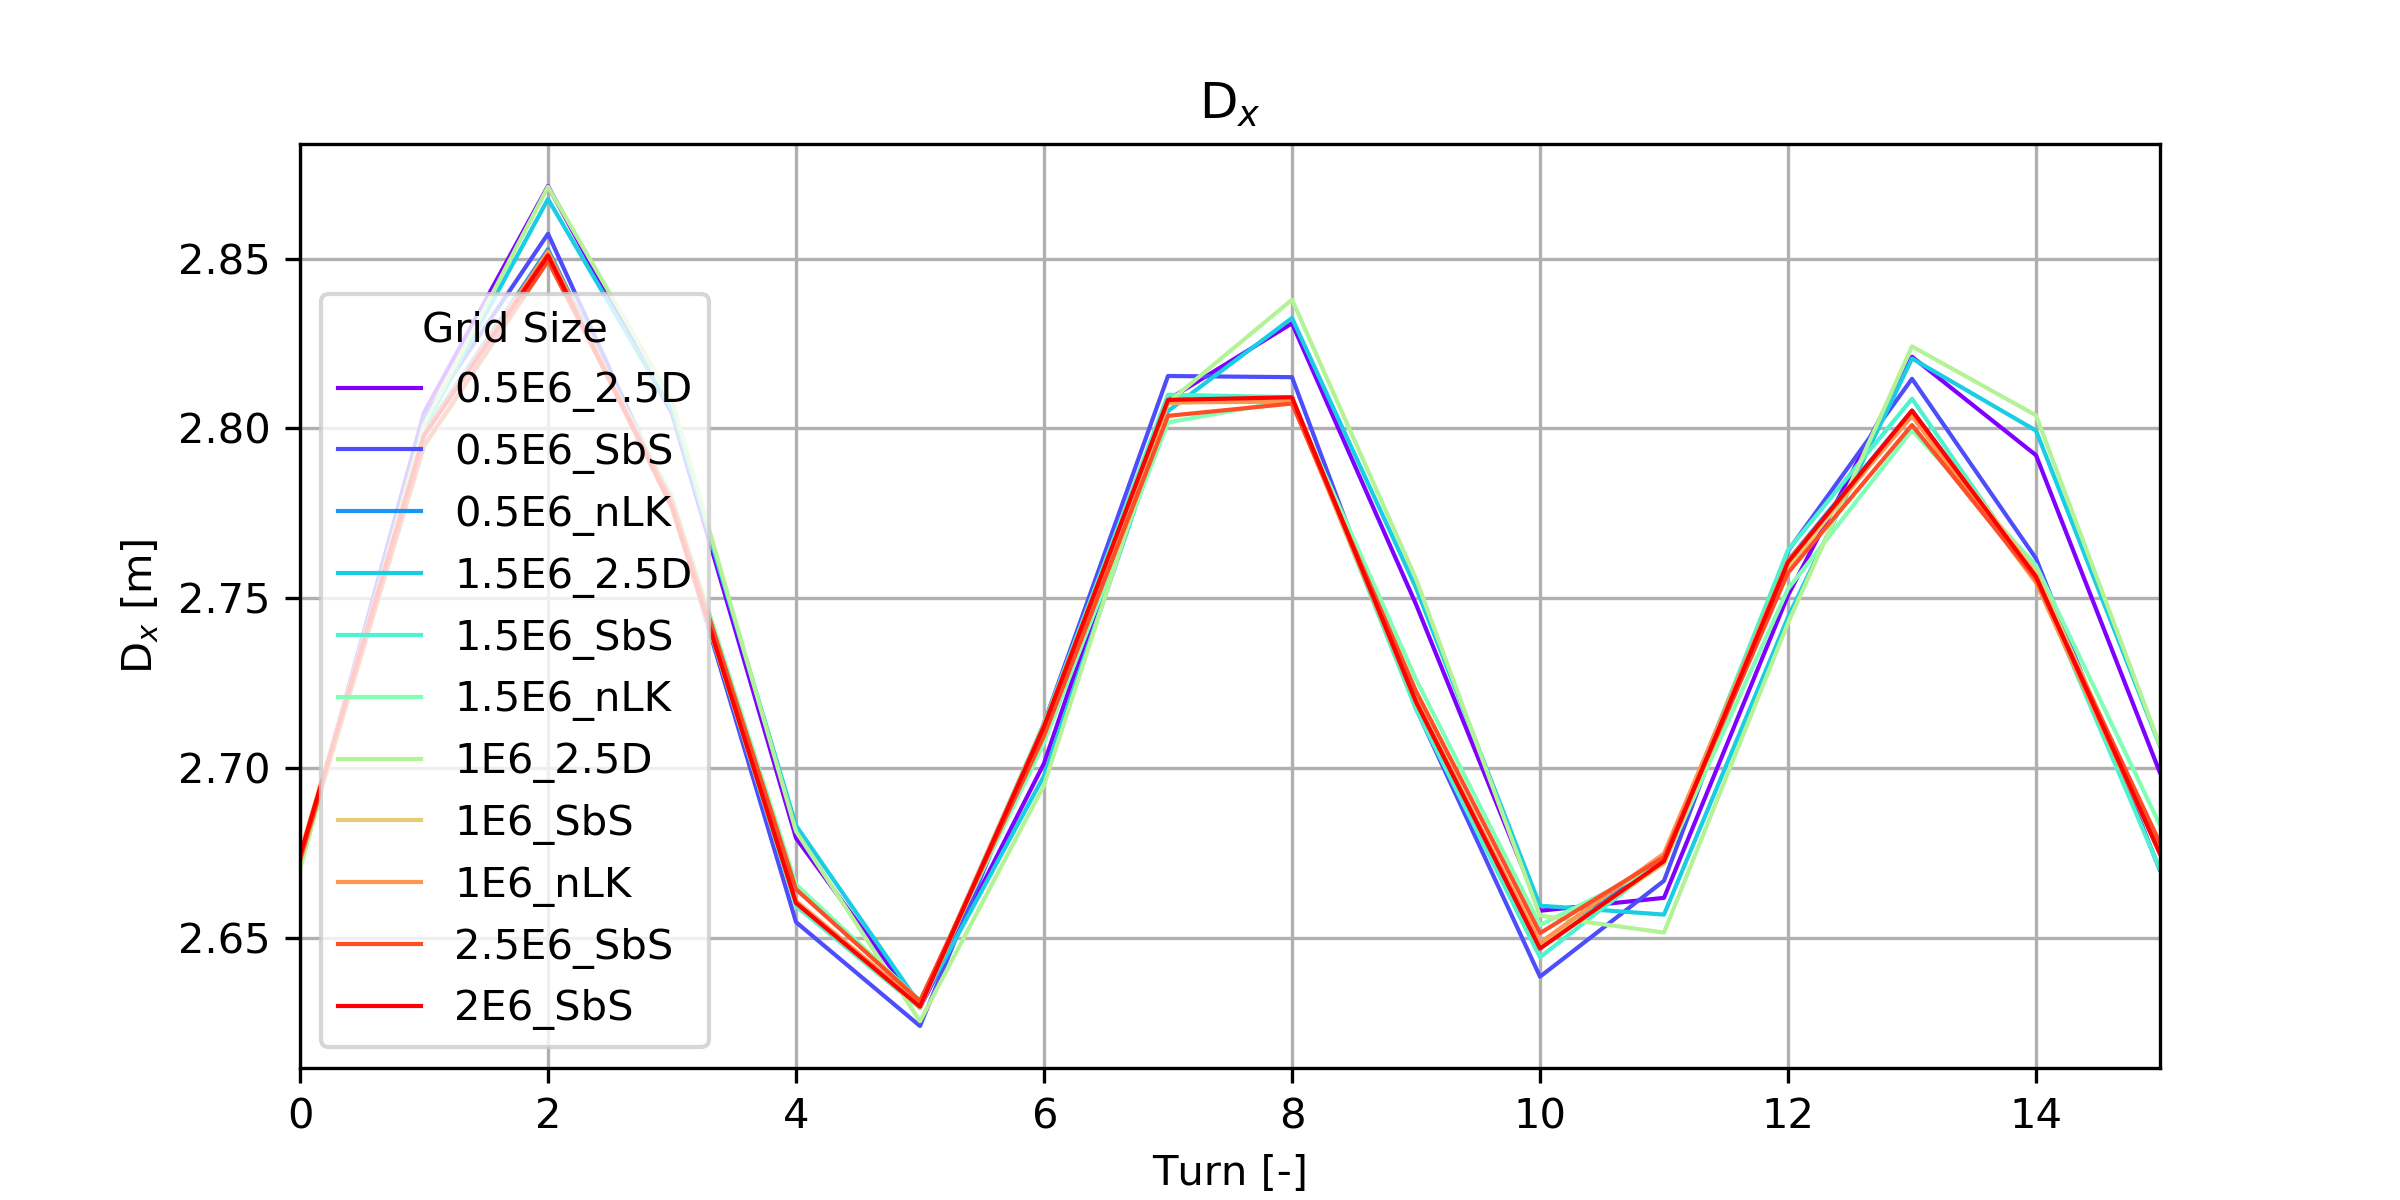 Dₓ
2.85
2.80
2.75
2.70
2.65
Dₓ [m]
Grid Size
0.5E6_2.5D
0.5E6_SbS
0.5E6_nLK
1.5E6_2.5D
1.5E6_SbS
1.5E6_nLK
1E6_2.5D
1E6_SbS
1E6_nLK
2.5E6_SbS
2E6_SbS
0 2 4 6 8 10 12 14
Turn [-]